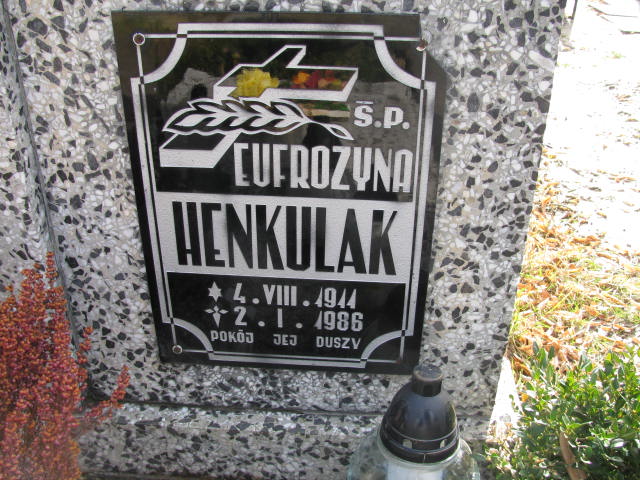 Ś.P.
EUFROZYNA
HENKULAK
4.VIII.1911
2.I.1986
POKÓJ JEJ DUSZY